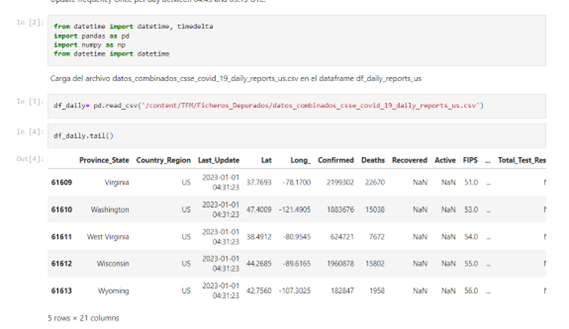 Update frequency Once per day between 04:45 and 05:15 UTC.
In [2]:
from datetime import datetime, timedelta
import pandas as pd
import numpy as np
from datetime import datetime
Carga del archivo datos_combinados_csse_covid_19_daily_reports_us.csv en el dataframe df_daily_reports_us
In [3]: df_daily= pd.read_csv('/content/TFM/Ficheros_Depurados/datos_combinados_csse_covid_19_daily_reports_us.csv')
In [4]: df_daily.tail()
Out[4]: Province_State Country_Region Last_Update Lat Long_ Confirmed Deaths Recovered Active FIPS ... Total_Test_Res
61609 Virginia US 2023-01-01 04:31:23 37.7693 -78.1700 2199302 22670 NaN NaN 51.0 ...
61610 Washington US 2023-01-01 04:31:23 47.4009 -121.4905 1883676 15038 NaN NaN 53.0 ...
61611 West Virginia US 2023-01-01 04:31:23 38.4912 -80.9545 624721 7672 NaN NaN 54.0 ...
61612 Wisconsin US 2023-01-01 04:31:23 44.2685 -89.6165 1960878 15802 NaN NaN 55.0 ...
61613 Wyoming US 2023-01-01 04:31:23 42.7560 -107.3025 182847 1958 NaN NaN 56.0 ...
5 rows × 21 columns